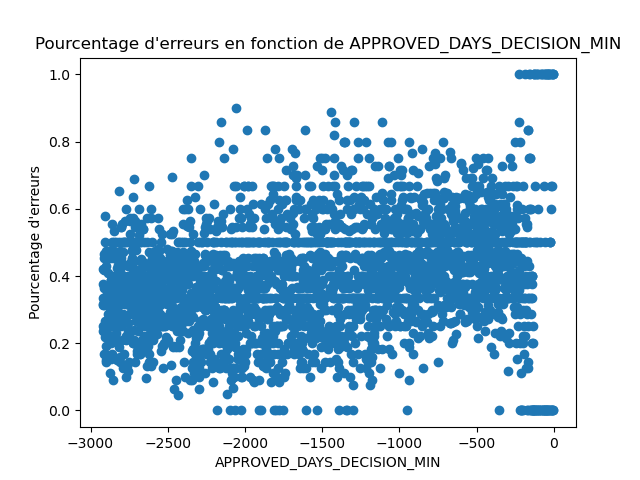 Pourcentage d'erreurs en fonction de APPROVED_DAYS_DECISION_MIN
1.0
0.8
0.6
0.4
0.2
0.0
Pourcentage d'erreurs
−3000 −2500 −2000 −1500 −1000 −500 0
APPROVED_DAYS_DECISION_MIN